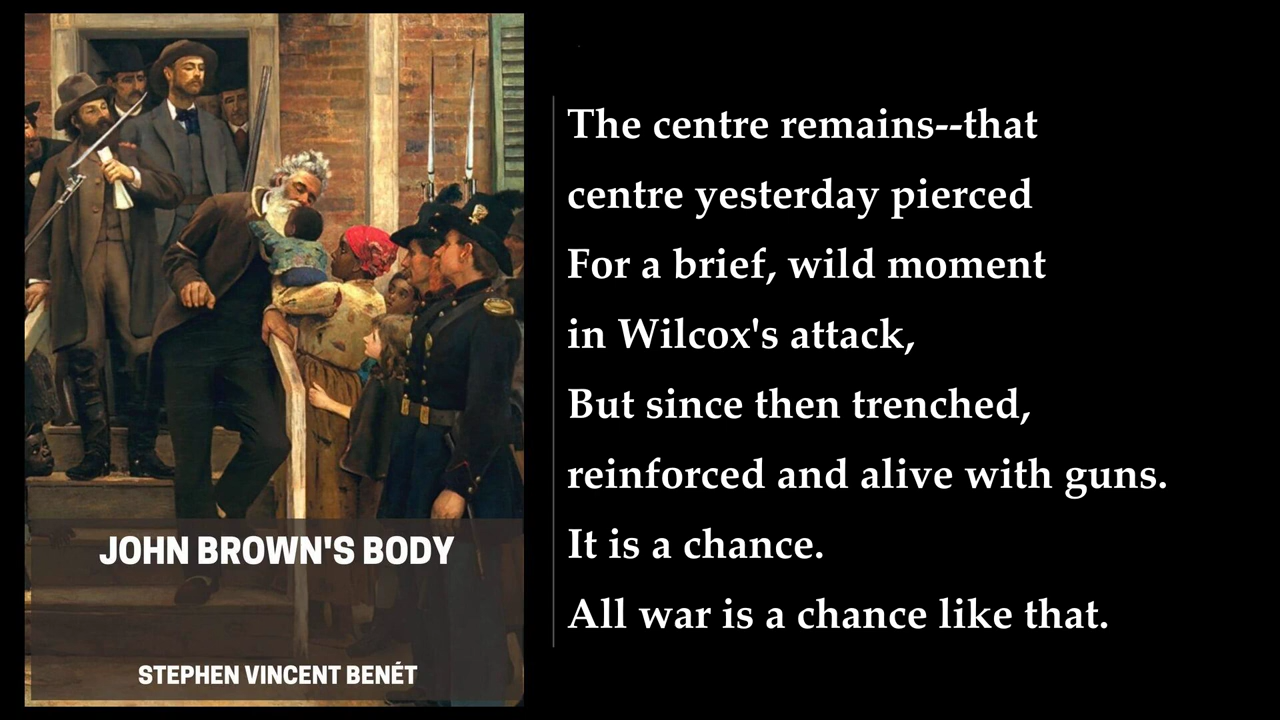 JOHN BROWN'S BODY
STEPHEN VINCENT BENÉT
The centre remains--that
centre yesterday pierced
For a brief, wild moment
in Wilcox's attack,
But since then trenched,
reinforced and alive with guns.
It is a chance.
All war is a chance like that.